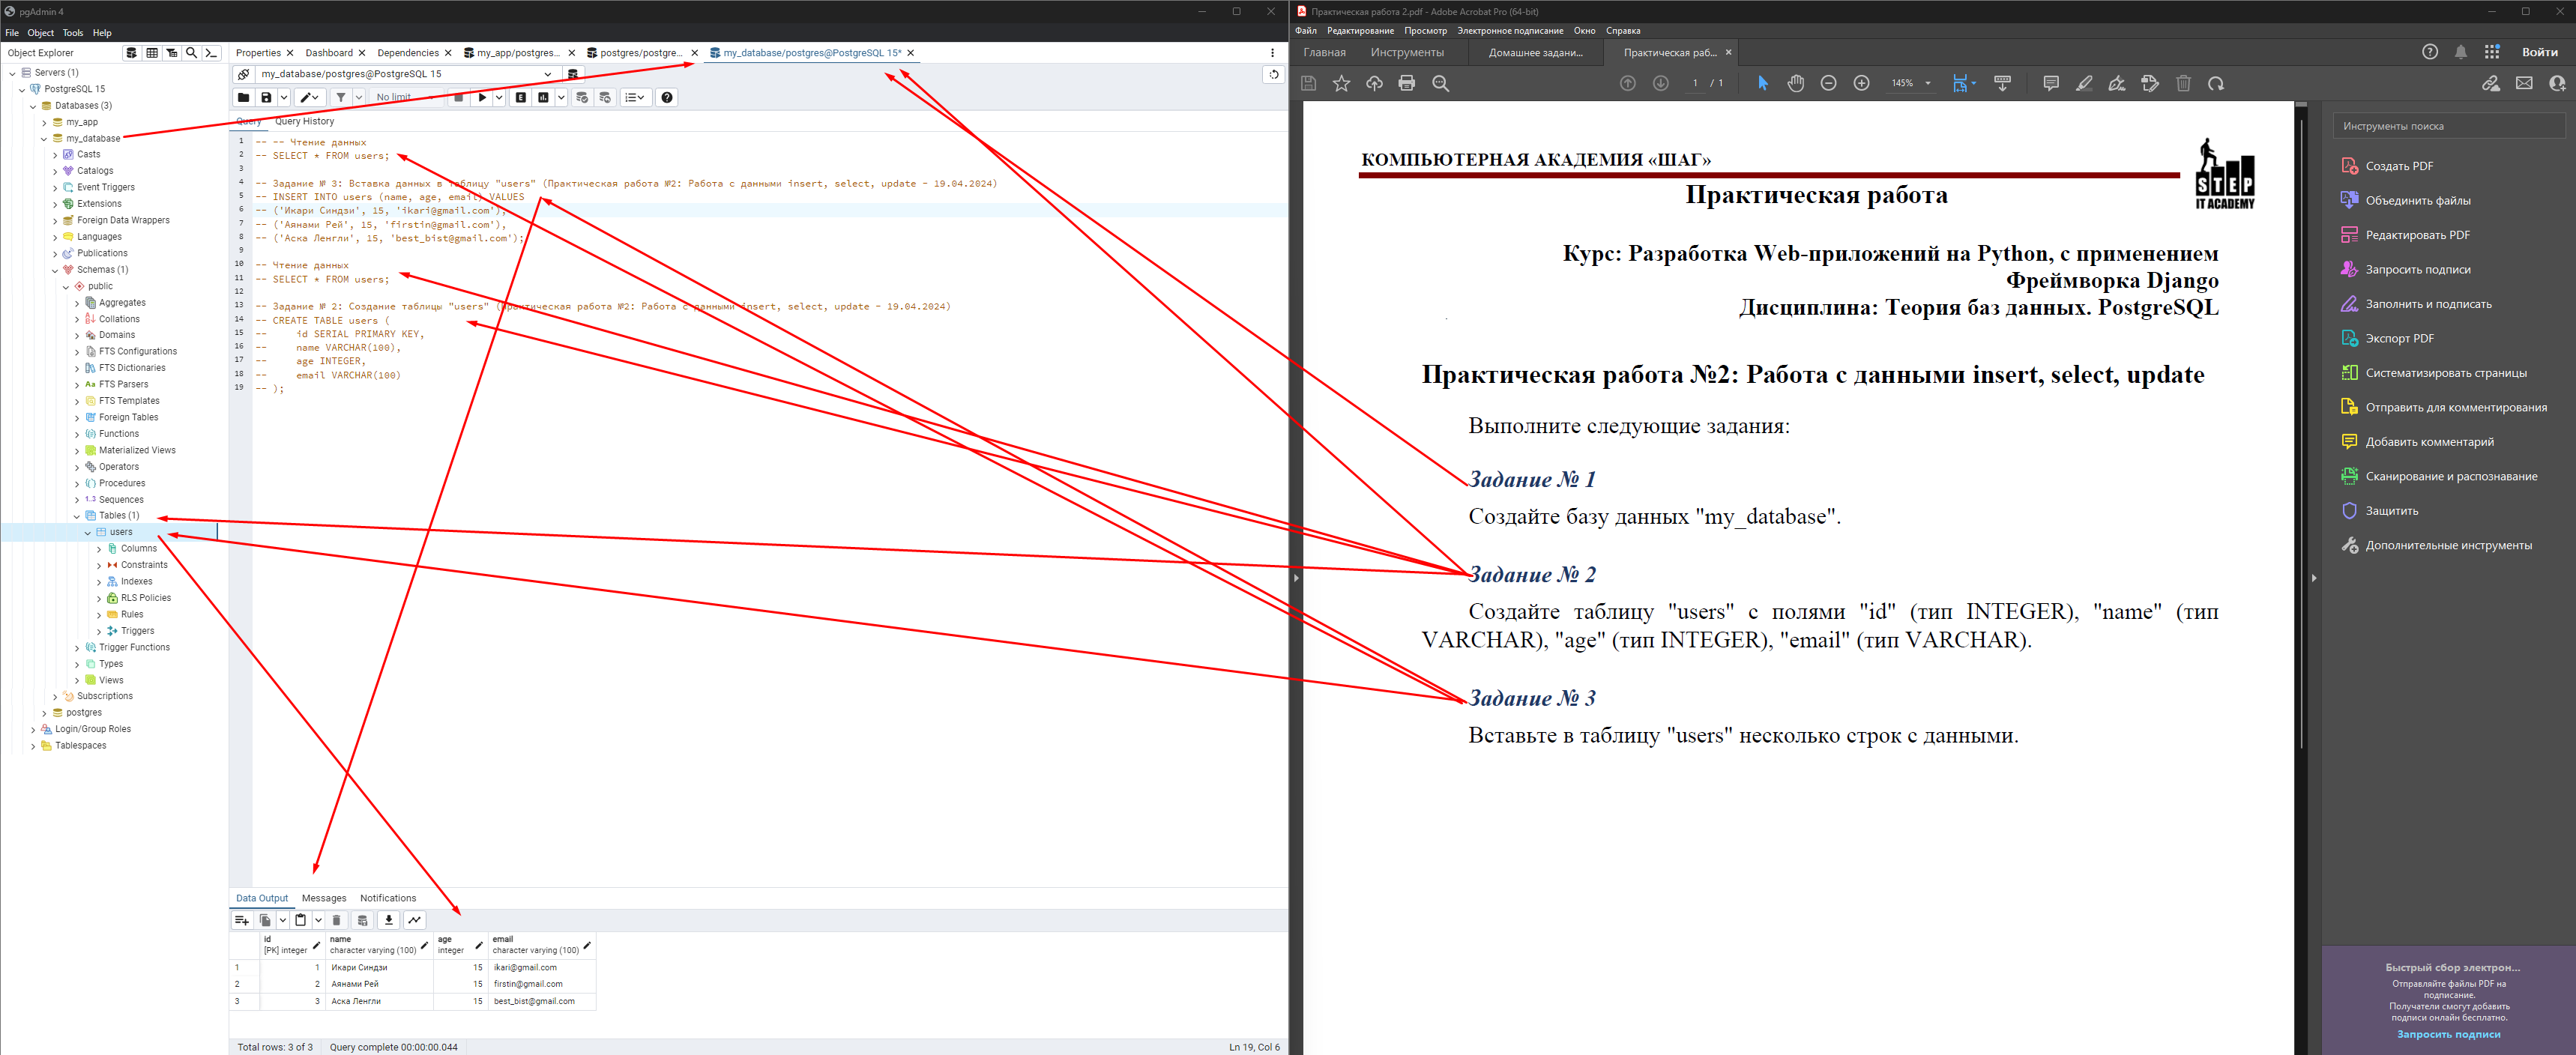 pgAdmin 4
File Object Tools Help
Object Explorer
Servers (1)
PostgreSQL 15
Databases (3)
my_app
my_database
Casts
Catalogs
Event Triggers
Extensions
Foreign Data Wrappers
Languages
Publications
Schemas (1)
public
Aggregates
Collations
Domains
FTS Configurations
FTS Dictionaries
FTS Parsers
FTS Templates
Foreign Tables
Functions
Materialized Views
Operators
Procedures
Sequences
Tables (1)
users
Columns
Constraints
Indexes
RLS Policies
Rules
Triggers
Trigger Functions
Types
Views
Subscriptions
postgres
Login/Group Roles
Tablespaces
Properties Dashboard Dependencies my_app/postgres... postgres/postgre... my_database/postgres@PostgreSQL 15*
my_database/postgres@PostgreSQL 15
No limit
Query Query History
1 -- -- Чтение данных
2 -- SELECT * FROM users;
3
4 -- Задание № 3: Вставка данных в таблицу "users" (Практическая работа №2: Работа с данными insert, select, update - 19.04.2024)
5 -- INSERT INTO users (name, age, email) VALUES
6 -- ('Икари Синдзи', 15, 'ikari@gmail.com'),
7 -- ('Аянами Рей', 15, 'firstin@gmail.com'),
8 -- ('Аска Ленгли', 15, 'best_bist@gmail.com');
9
10 -- Чтение данных
11 -- SELECT * FROM users;
12
13 -- Задание № 2: Создание таблицы "users" (Практическая работа №2: Работа с данными insert, select, update - 19.04.2024)
14 -- CREATE TABLE users (
15 -- id SERIAL PRIMARY KEY,
16 -- name VARCHAR(100),
17 -- age INTEGER,
18 -- email VARCHAR(100)
19 -- );
Data Output Messages Notifications
id name age email
[PK] integer character varying (100) integer character varying (100)
1 1 Икари Синдзи 15 ikari@gmail.com
2 2 Аянами Рей 15 firstin@gmail.com
3 3 Аска Ленгли 15 best_bist@gmail.com
Total rows: 3 of 3 Query complete 00:00:00.044 Ln 19, Col 6
Практическая работа 2.pdf - Adobe Acrobat Pro (64-bit)
Файл Редактирование Просмотр Электронное подписание Окно Справка
Главная Инструменты Домашнее задани... Практическая раб... Войти
1 / 1 145%
КОМПЬЮТЕРНАЯ АКАДЕМИЯ «ШАГ»
STEP
IT ACADEMY
Практическая работа
Курс: Разработка Web-приложений на Python, с применением
Фреймворка Django
Дисциплина: Теория баз данных. PostgreSQL
Практическая работа №2: Работа с данными insert, select, update
Выполните следующие задания:
Задание № 1
Создайте базу данных "my_database".
Задание № 2
Создайте таблицу "users" с полями "id" (тип INTEGER), "name" (тип
VARCHAR), "age" (тип INTEGER), "email" (тип VARCHAR).
Задание № 3
Вставьте в таблицу "users" несколько строк с данными.
Инструменты поиска
Создать PDF
Объединить файлы
Редактировать PDF
Запросить подписи
Заполнить и подписать
Экспорт PDF
Систематизировать страницы
Отправить для комментирования
Добавить комментарий
Сканирование и распознавание
Защитить
Дополнительные инструменты
Быстрый сбор электрон...
Отправляйте файлы PDF на
подписание.
Получатели смогут добавить
подписи онлайн бесплатно.
Запросить подписи